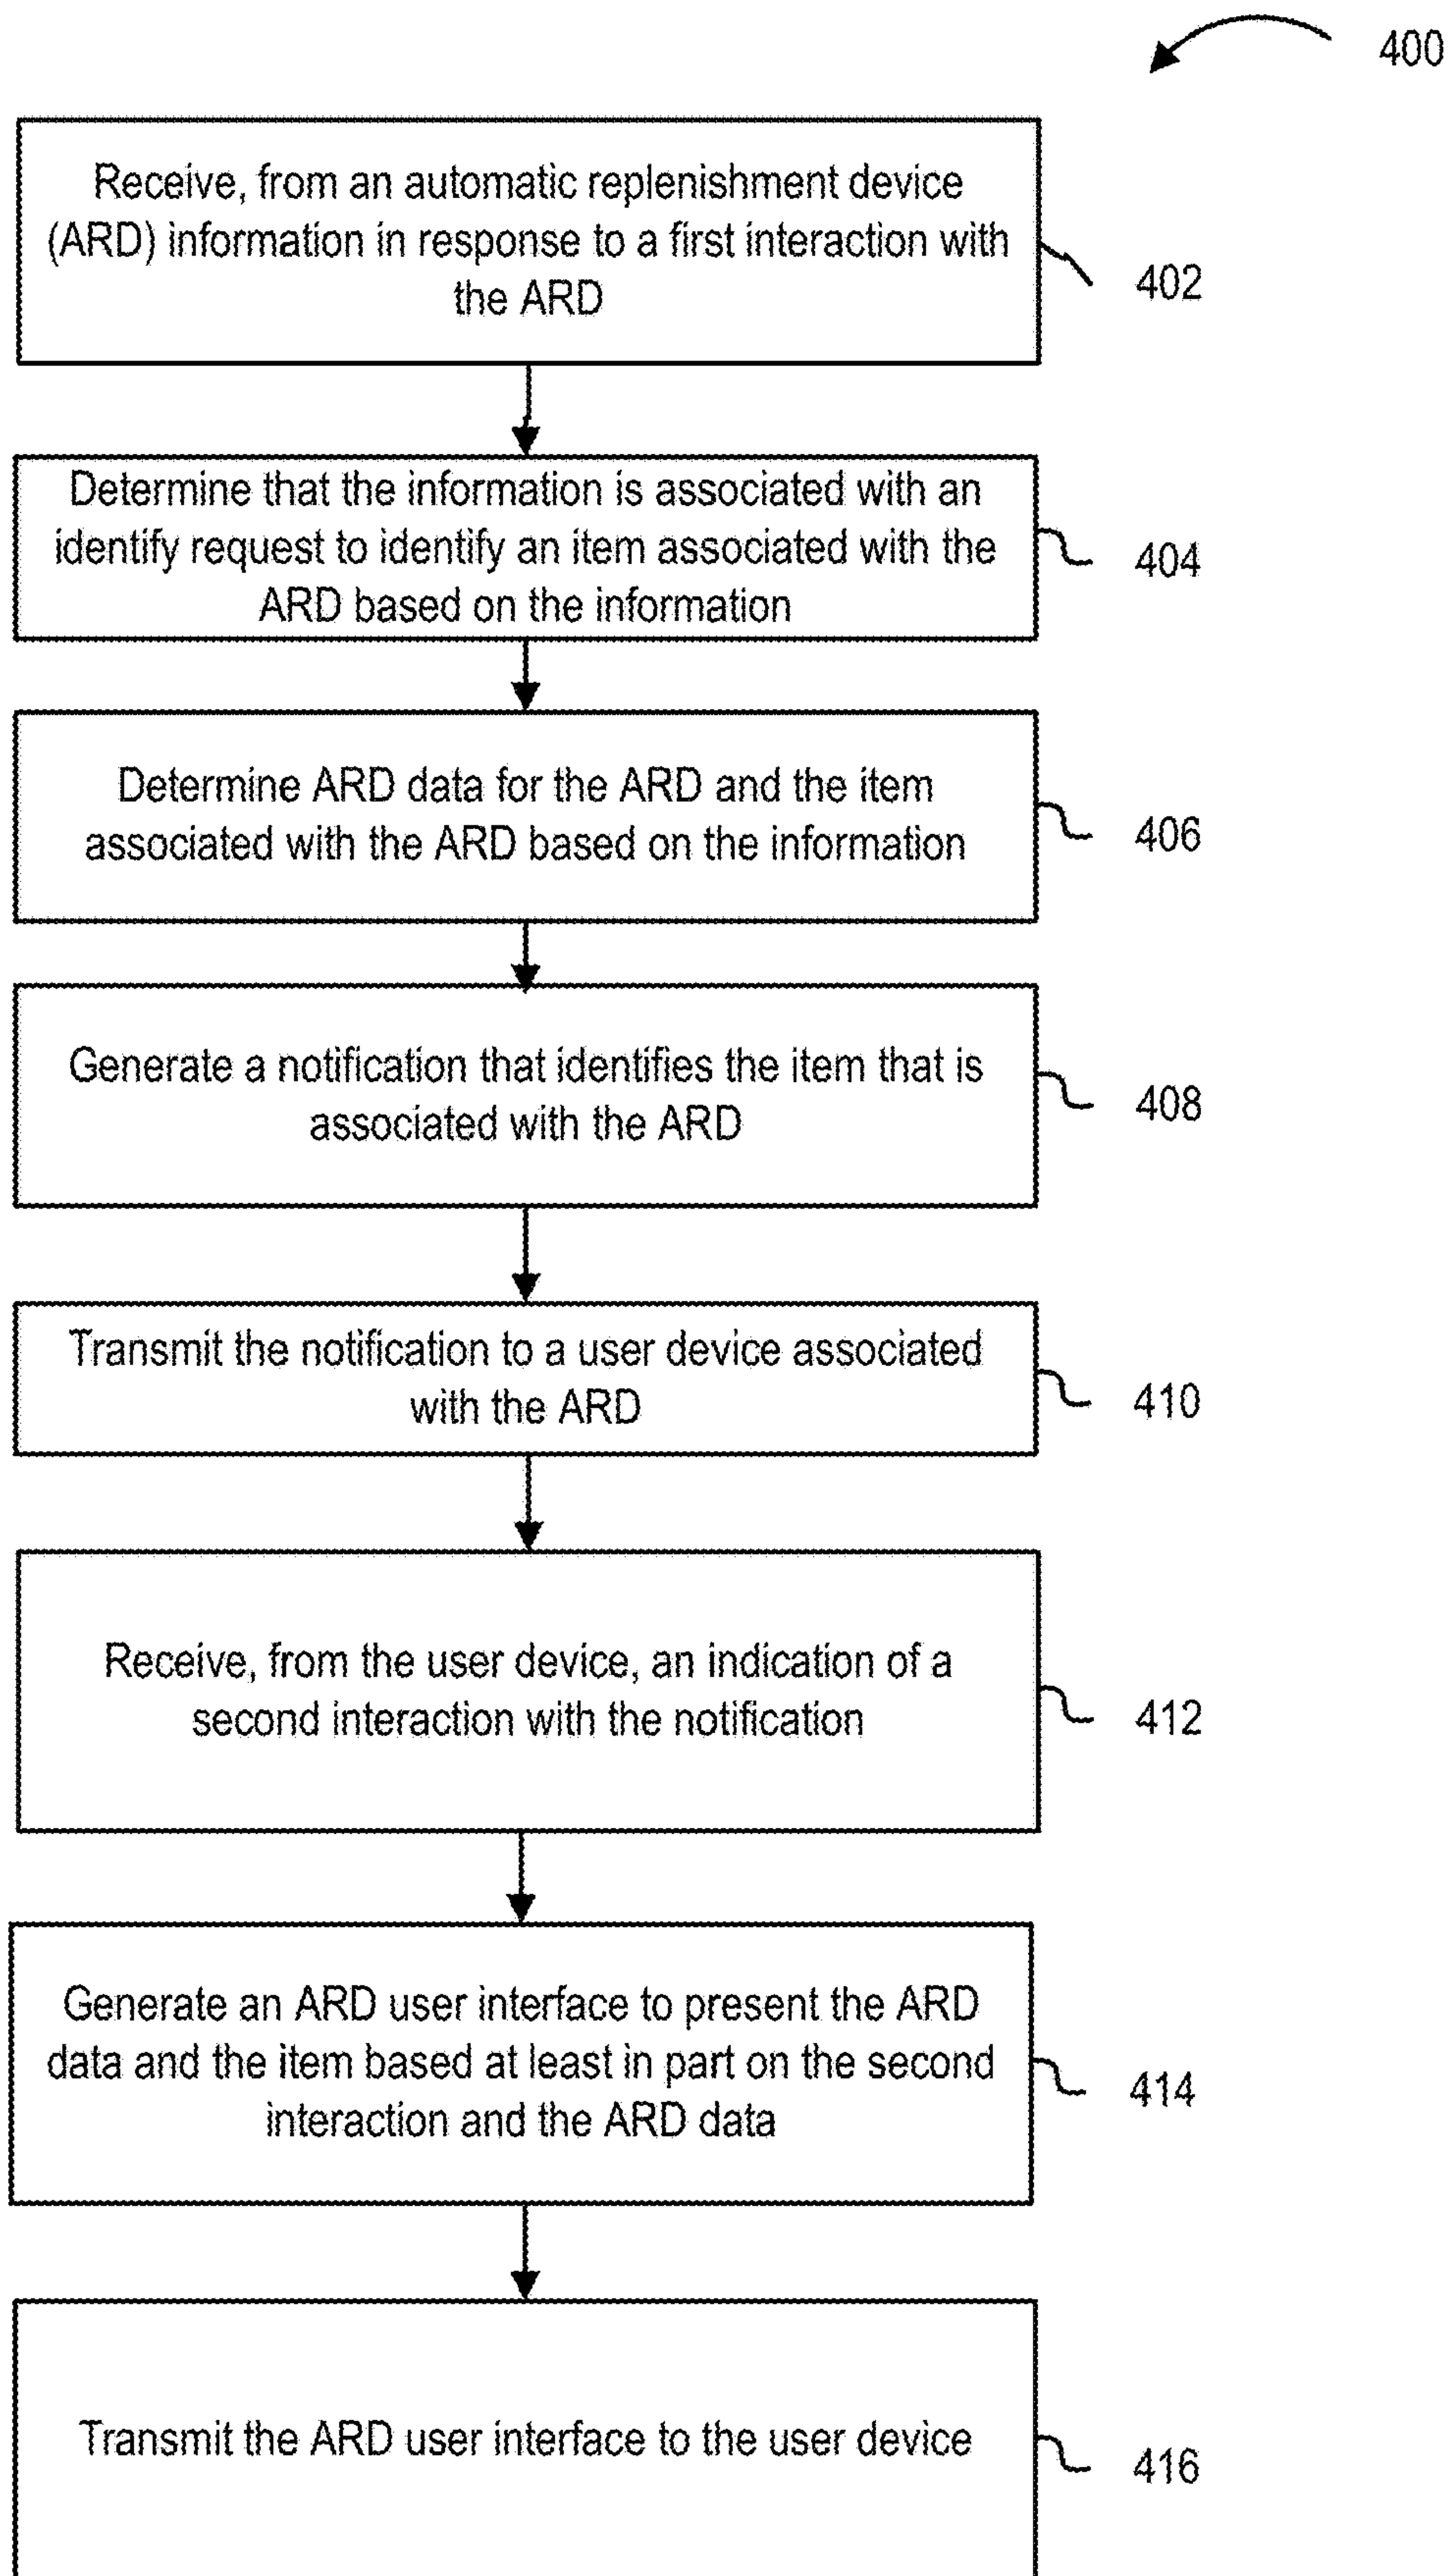 400
Receive, from an automatic replenishment device
(ARD) information in response to a first interaction with
the ARD
402
Determine that the information is associated with an
identify request to identify an item associated with the
ARD based on the information
404
Determine ARD data for the ARD and the item
associated with the ARD based on the information
406
Generate a notification that identifies the item that is
associated with the ARD
408
Transmit the notification to a user device associated
with the ARD
410
Receive, from the user device, an indication of a
second interaction with the notification
412
Generate an ARD user interface to present the ARD
data and the item based at least in part on the second
interaction and the ARD data
414
Transmit the ARD user interface to the user device
416